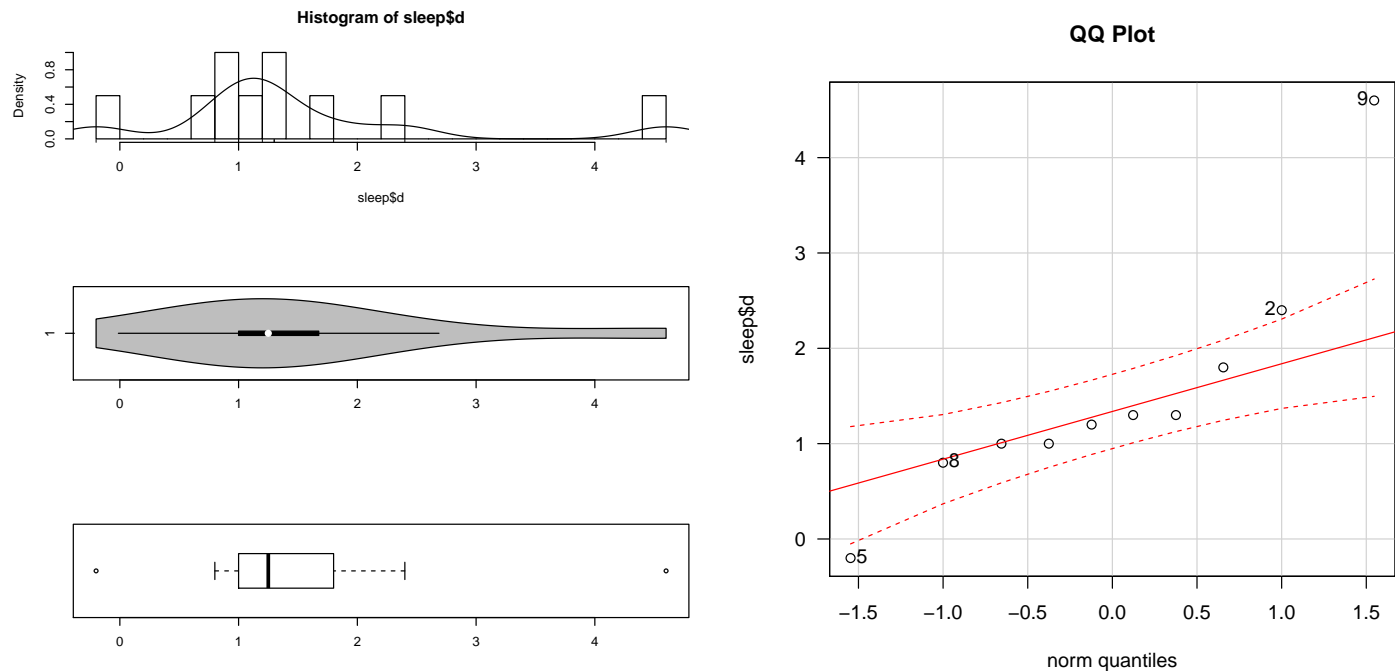 Histogram of sleep$d
Density
0.0 0.4 0.8
0 1 2 3 4
sleep$d
1
0 1 2 3 4
0 1 2 3 4
QQ Plot
sleep$d
0 1 2 3 4
9
2
8
5
−1.5 −1.0 −0.5 0.0 0.5 1.0 1.5
norm quantiles